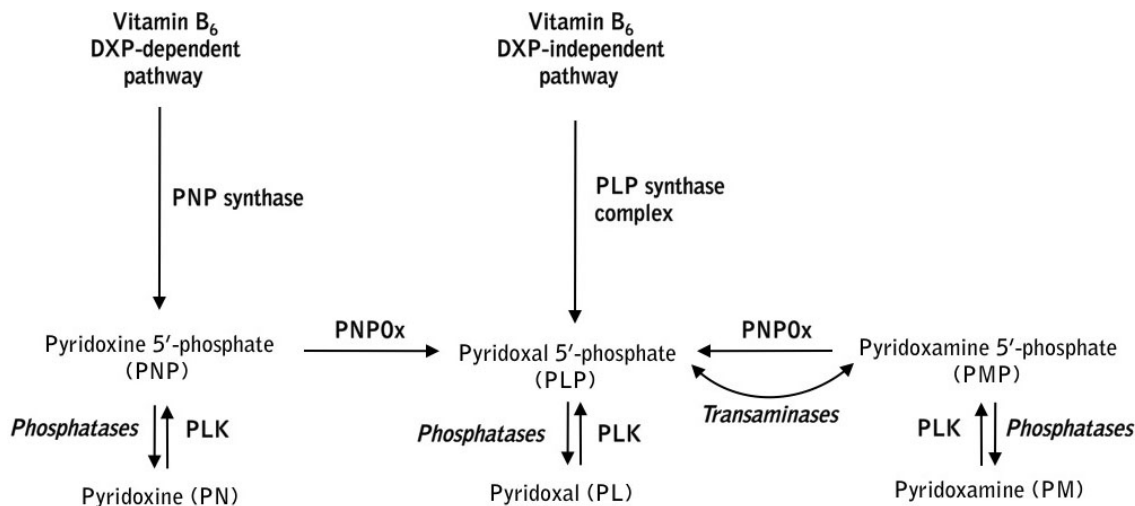 Vitamin B₆
DXP-dependent
pathway
Vitamin B₆
DXP-independent
pathway
PNP synthase
PLP synthase
complex
Pyridoxine 5′-phosphate
(PNP)
PNPOx
Pyridoxal 5′-phosphate
(PLP)
PNPOx
Pyridoxamine 5′-phosphate
(PMP)
Transaminases
Phosphatases
PLK
Phosphatases
PLK
PLK
Phosphatases
Pyridoxine (PN)
Pyridoxal (PL)
Pyridoxamine (PM)